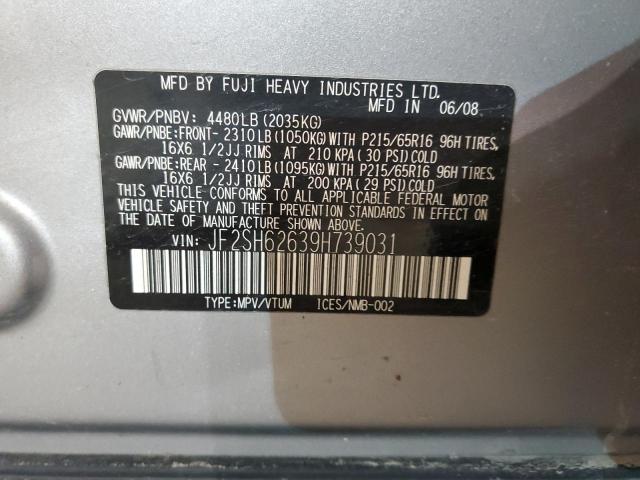 MFD BY FUJI HEAVY INDUSTRIES LTD.
MFD IN 06/08
GVWR/PNBV: 4480LB(2035KG)
GAWR/PNBE:FRONT- 2310LB(1050KG)WITH P215/65R16 96H TIRES,
16X6 1/2JJ RIMS AT 210 KPA(30 PSI)COLD
GAWR/PNBE:REAR - 2410LB(1095KG)WITH P215/65R16 96H TIRES,
16X6 1/2JJ RIMS AT 200 KPA(29 PSI)COLD
THIS VEHICLE CONFORMS TO ALL APPLICABLE FEDERAL MOTOR
VEHICLE SAFETY AND THEFT PREVENTION STANDARDS IN EFFECT ON
THE DATE OF MANUFACTURE SHOWN ABOVE.
VIN: JF2SH62639H739031
TYPE:MPV/VTUM ICES/NMB-002